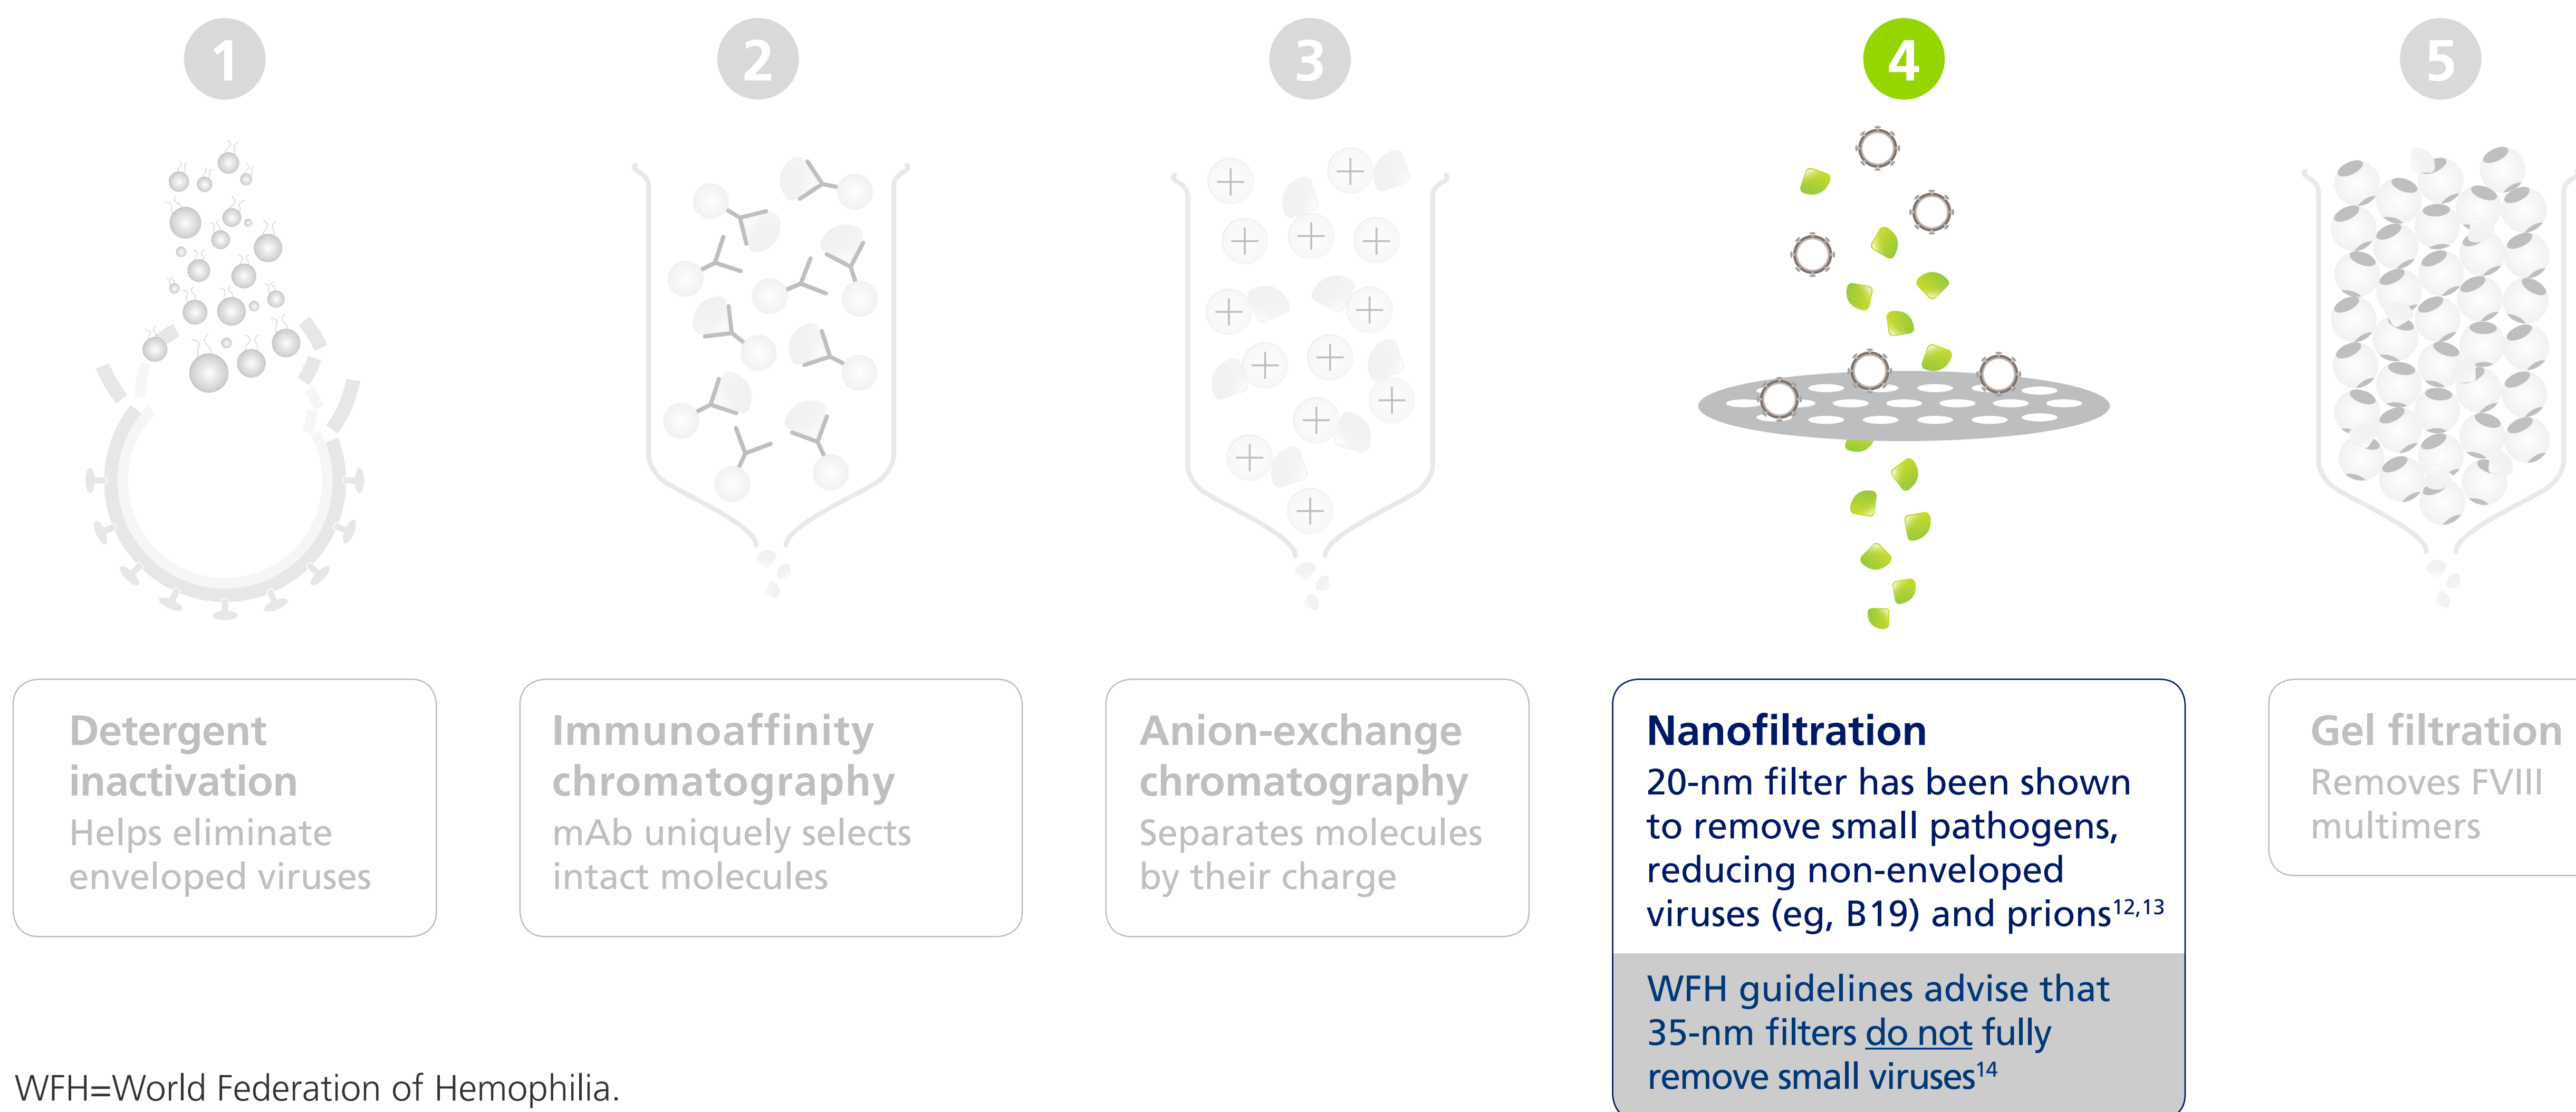 1
2
3
4
5
Detergent
inactivation
Helps eliminate
enveloped viruses
Immunoaffinity
chromatography
mAb uniquely selects
intact molecules
Anion-exchange
chromatography
Separates molecules
by their charge
Nanofiltration
20-nm filter has been shown
to remove small pathogens,
reducing non-enveloped
viruses (eg, B19) and prions12,13
WFH guidelines advise that
35-nm filters do not fully
remove small viruses14
Gel filtration
Removes FVIII
multimers
WFH=World Federation of Hemophilia.